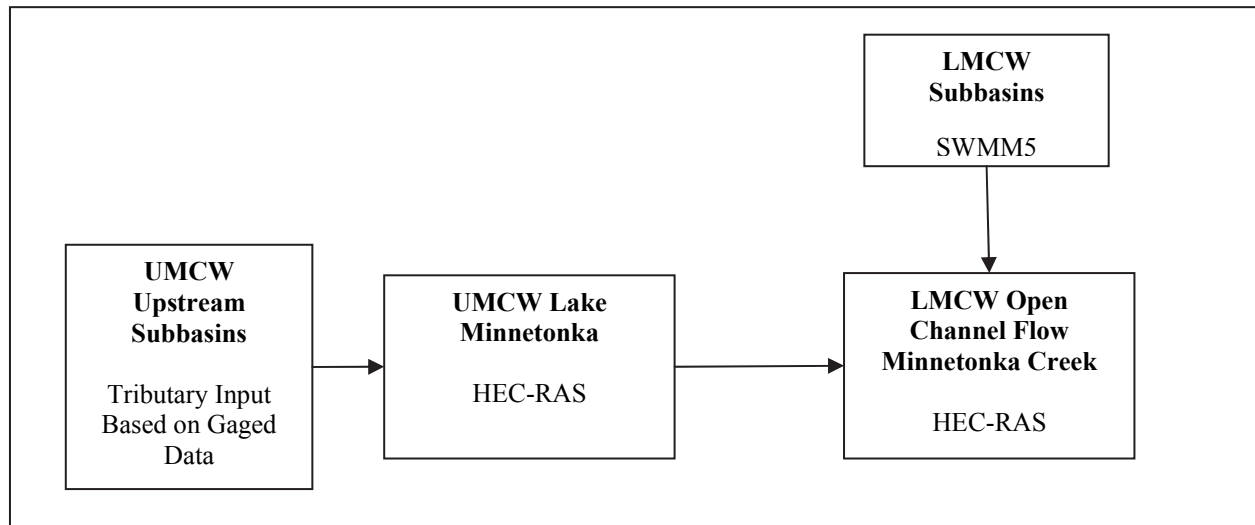 LMCW
Subbasins
SWMM5
UMCW
Upstream
Subbasins
Tributary Input
Based on Gaged
Data
UMCW Lake
Minnetonka
HEC-RAS
LMCW Open
Channel Flow
Minnetonka Creek
HEC-RAS